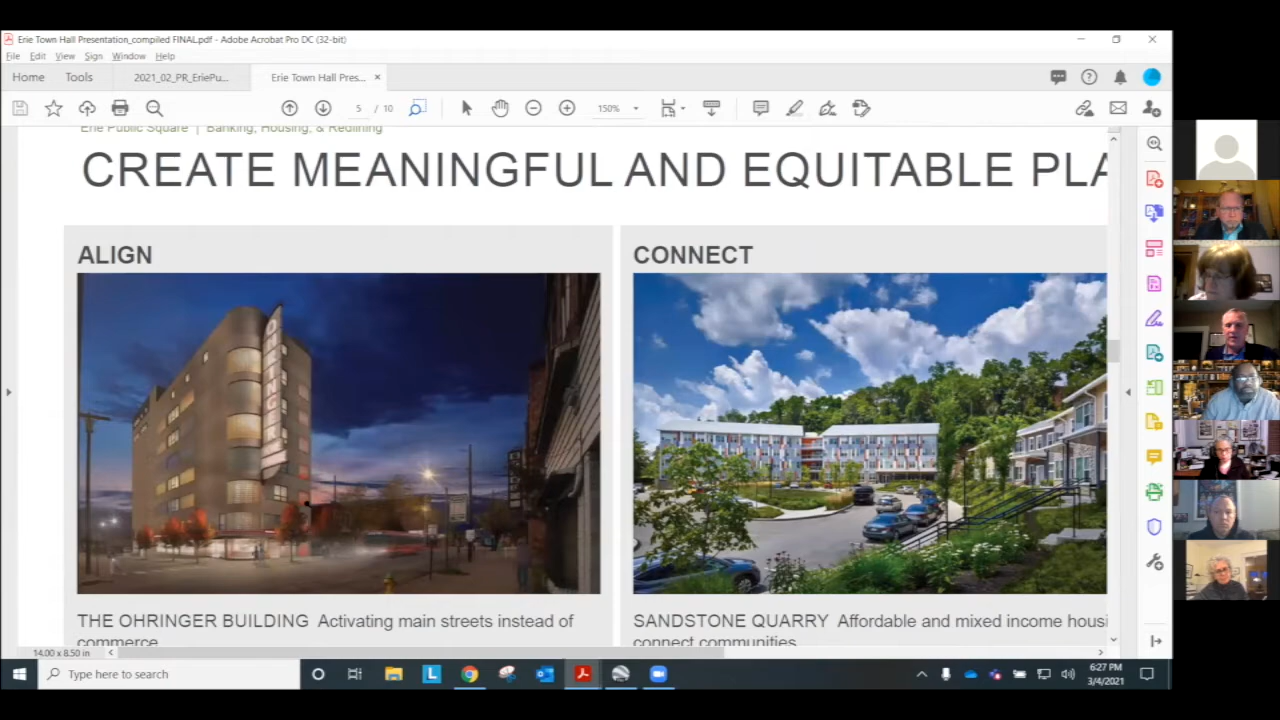 Erie Town Hall Presentation_compiled FINAL.pdf - Adobe Acrobat Pro DC (32-bit)
File Edit View Sign Window Help
Home Tools 2021_02_PR_EriePu... Erie Town Hall Pres... ×
5 / 10 150%
Erie Public Square | Banking, Housing, & Redlining
CREATE MEANINGFUL AND EQUITABLE PLA
ALIGN
OHRINGER
THE OHRINGER BUILDING Activating main streets instead of
commerce
CONNECT
SANDSTONE QUARRY Affordable and mixed income housi
connect communities
14.00 x 8.50 in
Type here to search
L
6:27 PM
3/4/2021